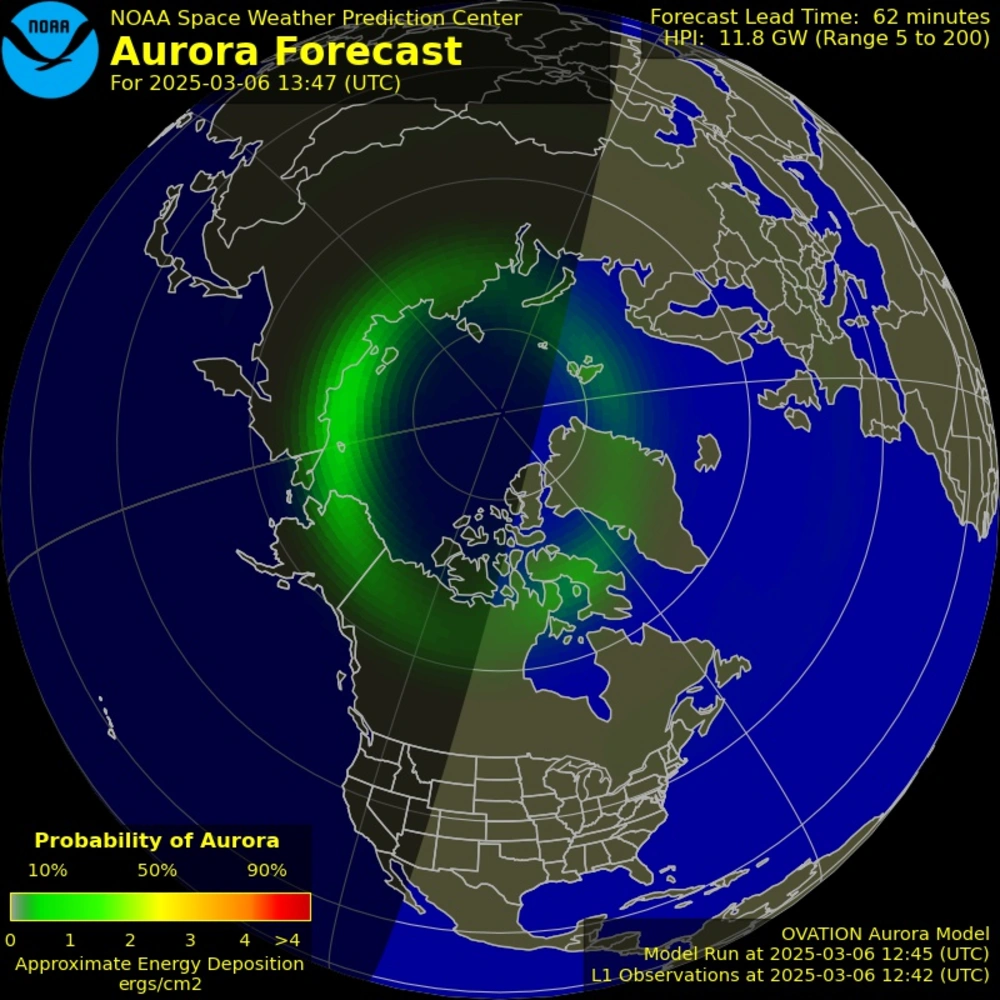 NOAA
NOAA Space Weather Prediction Center
Aurora Forecast
For 2025-03-06 13:47 (UTC)
Forecast Lead Time: 62 minutes
HPI: 11.8 GW (Range 5 to 200)
Probability of Aurora
10% 50% 90%
0 1 2 3 4 >4
Approximate Energy Deposition
ergs/cm2
OVATION Aurora Model
Model Run at 2025-03-06 12:45 (UTC)
L1 Observations at 2025-03-06 12:42 (UTC)